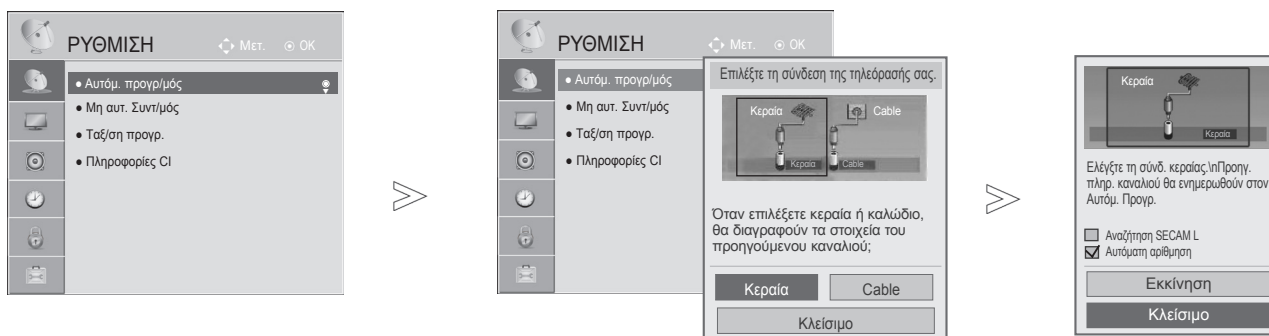 ΡΥΘΜΙΣΗ Μετ. OK
● Αυτόμ. προγρ/μός
● Μη αυτ. Συντ/μός
● Ταξ/ση προγρ.
● Πληροφορίες CI
ΡΥΘΜΙΣΗ Μετ. OK
● Αυτόμ. προγρ/μός
● Μη αυτ. Συντ/μός
● Ταξ/ση προγρ.
● Πληροφορίες CI
Επιλέξτε τη σύνδεση της τηλεόρασής σας.
Κεραία Cable
Κεραία Cable
Όταν επιλέξετε κεραία ή καλώδιο,
θα διαγραφούν τα στοιχεία του
προηγούμενου καναλιού;
Κεραία Cable
Κλείσιμο
Κεραία
Κεραία
Ελέγξτε τη σύνδ. κεραίας.\nΠροηγ.
πληρ. καναλιού θα ενημερωθούν στον
Αυτόμ. Προγρ.
Αναζήτηση SECAM L
Αυτόματη αρίθμηση
Εκκίνηση
Κλείσιμο